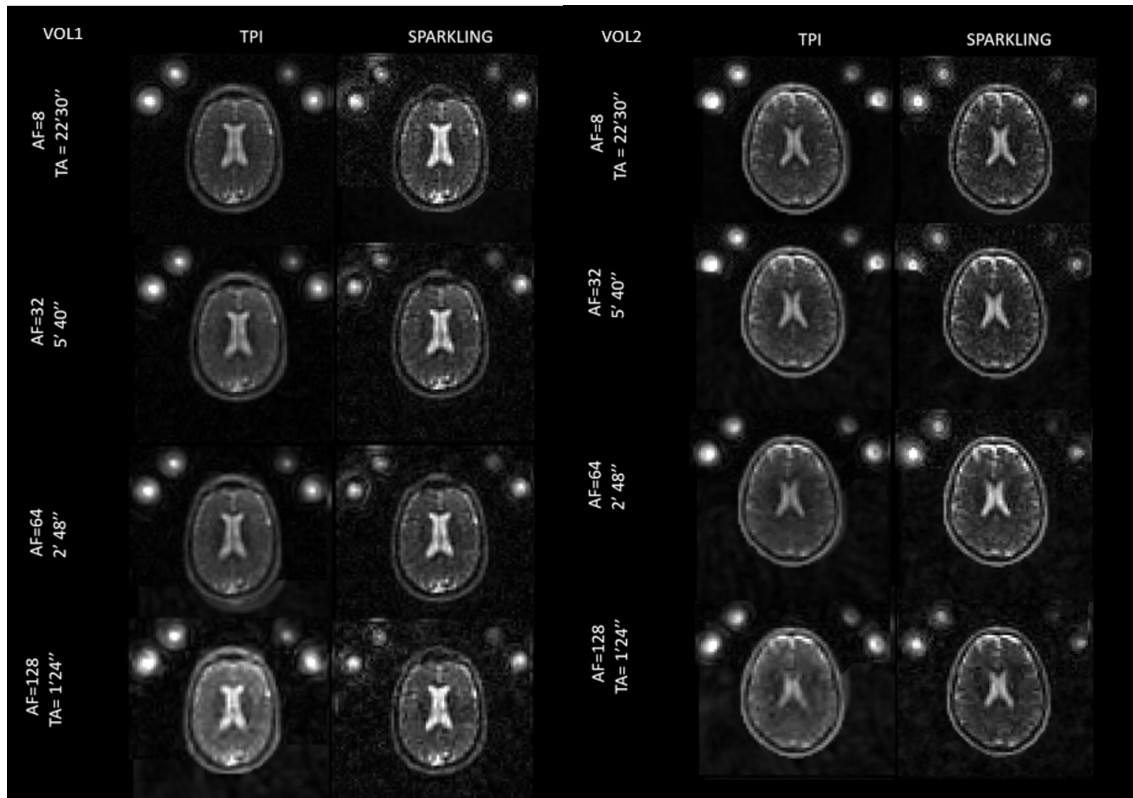 VOL1
TPI
SPARKLING
AF=8
TA = 22’30’’
AF=32
5’ 40’’
AF=64
2’ 48’’
AF=128
TA= 1’24’’
VOL2
TPI
SPARKLING
AF=8
TA = 22’30’’
AF=32
5’ 40’’
AF=64
2’ 48’’
AF=128
TA= 1’24’’